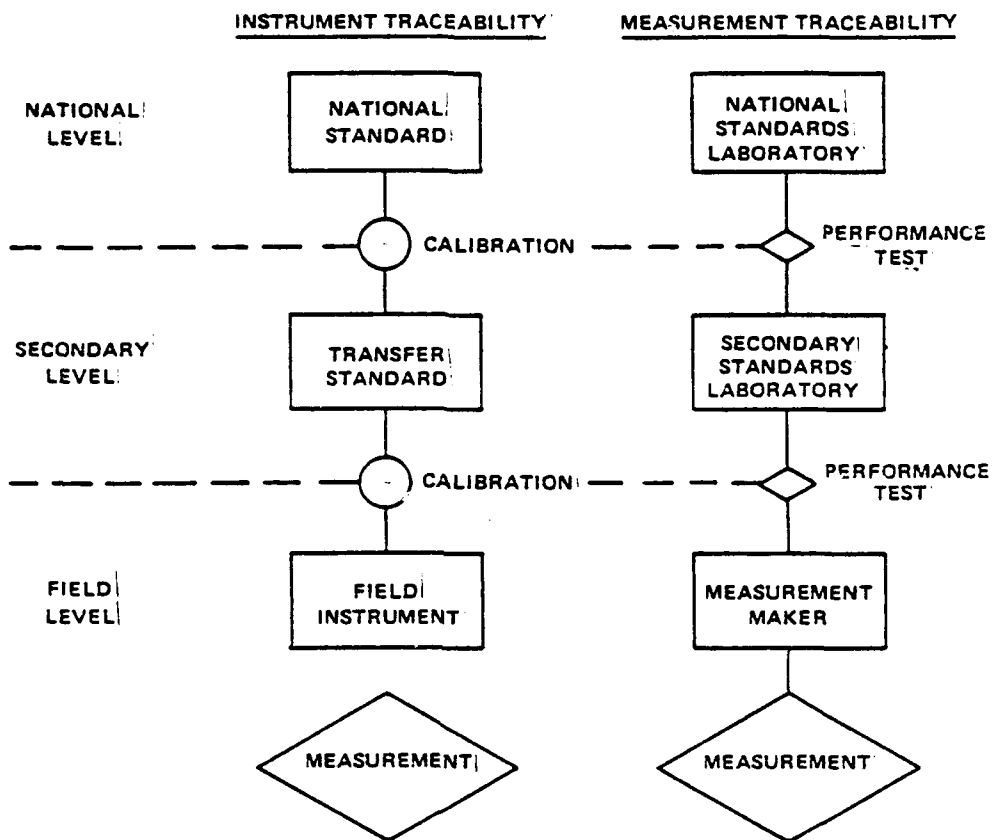 INSTRUMENT TRACEABILITY
MEASUREMENT TRACEABILITY
NATIONAL
LEVEL
NATIONAL
STANDARD
NATIONAL
STANDARDS
LABORATORY
CALIBRATION
PERFORMANCE
TEST
SECONDARY
LEVEL
TRANSFER
STANDARD
SECONDARY
STANDARDS
LABORATORY
CALIBRATION
PERFORMANCE
TEST
FIELD
LEVEL
FIELD
INSTRUMENT
MEASUREMENT
MAKER
MEASUREMENT
MEASUREMENT